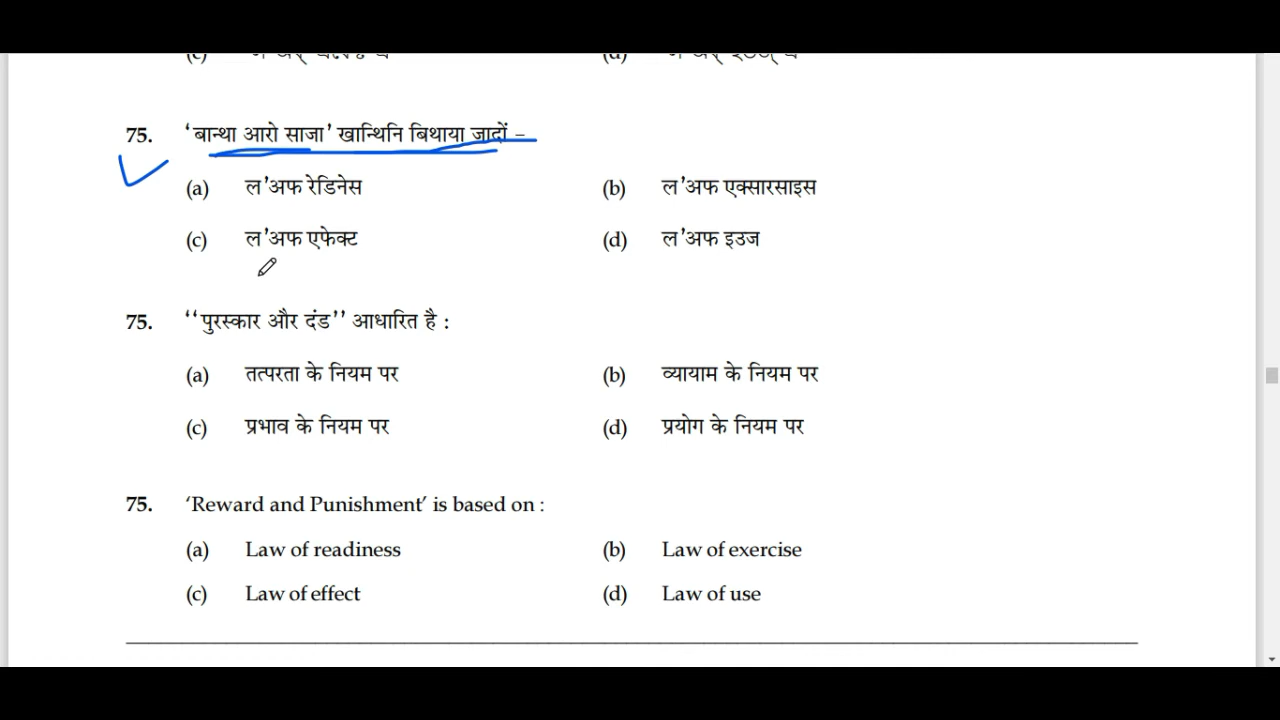 75. ‘बान्था आरो साजा’ खान्थिनि बिथाया जादों –
(a) ल’अफ रेडिनेस (b) ल’अफ एक्सारसाइस
(c) ल’अफ एफेक्ट (d) ल’अफ इउज
75. ‘‘पुरस्कार और दंड’’ आधारित है :
(a) तत्परता के नियम पर (b) व्यायाम के नियम पर
(c) प्रभाव के नियम पर (d) प्रयोग के नियम पर
75. ‘Reward and Punishment’ is based on :
(a) Law of readiness (b) Law of exercise
(c) Law of effect (d) Law of use